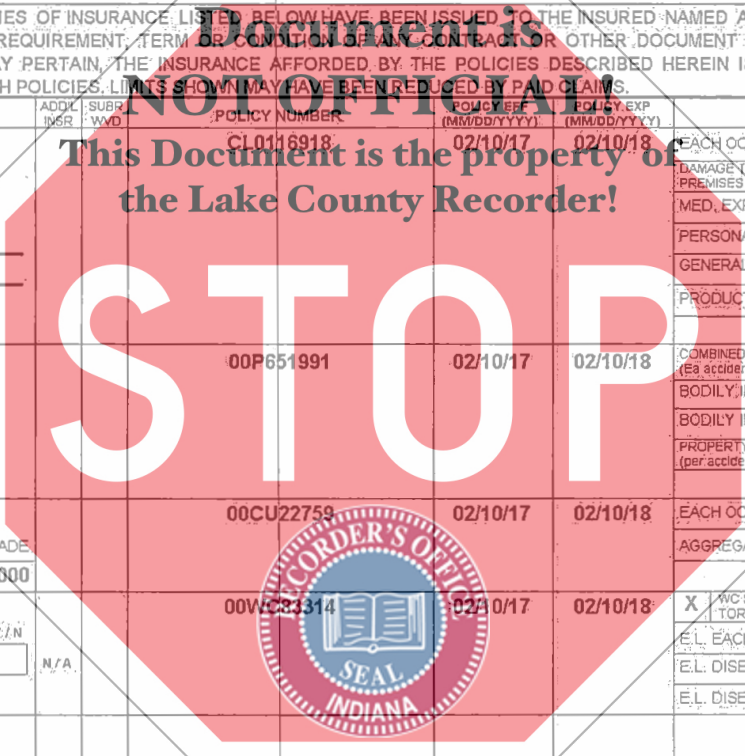 IES OF INSURANCE LISTED BELOW HAVE BEEN ISSUED TO THE INSURED NAMED A
REQUIREMENT, TERM OR CONDITION OF ANY CONTRACT OR OTHER DOCUMENT
Y PERTAIN, THE INSURANCE AFFORDED BY THE POLICIES DESCRIBED HEREIN I
H POLICIES. LIMITS SHOWN MAY HAVE BEEN REDUCED BY PAID CLAIMS.
Document is
NOT OFFICIAL!
This Document is the property of
the Lake County Recorder!
STOP
ADD'L INSR SUBR WVD POLICY NUMBER POLICY EFF (MM/DD/YYYY) POLICY EXP (MM/DD/YYYY)
CL0116918 02/10/17 02/10/18 EACH OC
DAMAGE
PREMISES
MED. EX
PERSONA
GENERAL
PRODUC
00P651991 02/10/17 02/10/18 COMBINED
(Ea acciden
BODILY I
BODILY I
PROPERTY
(per accide
00CU22759 02/10/17 02/10/18 EACH OC
ADE AGGREGA
000
00WC83314 02/10/17 02/10/18 X WC
TOR
/ N E.L. EACH
N / A E.L. DISE
E.L. DISE
RECORDER'S OFFICE
SEAL
INDIANA